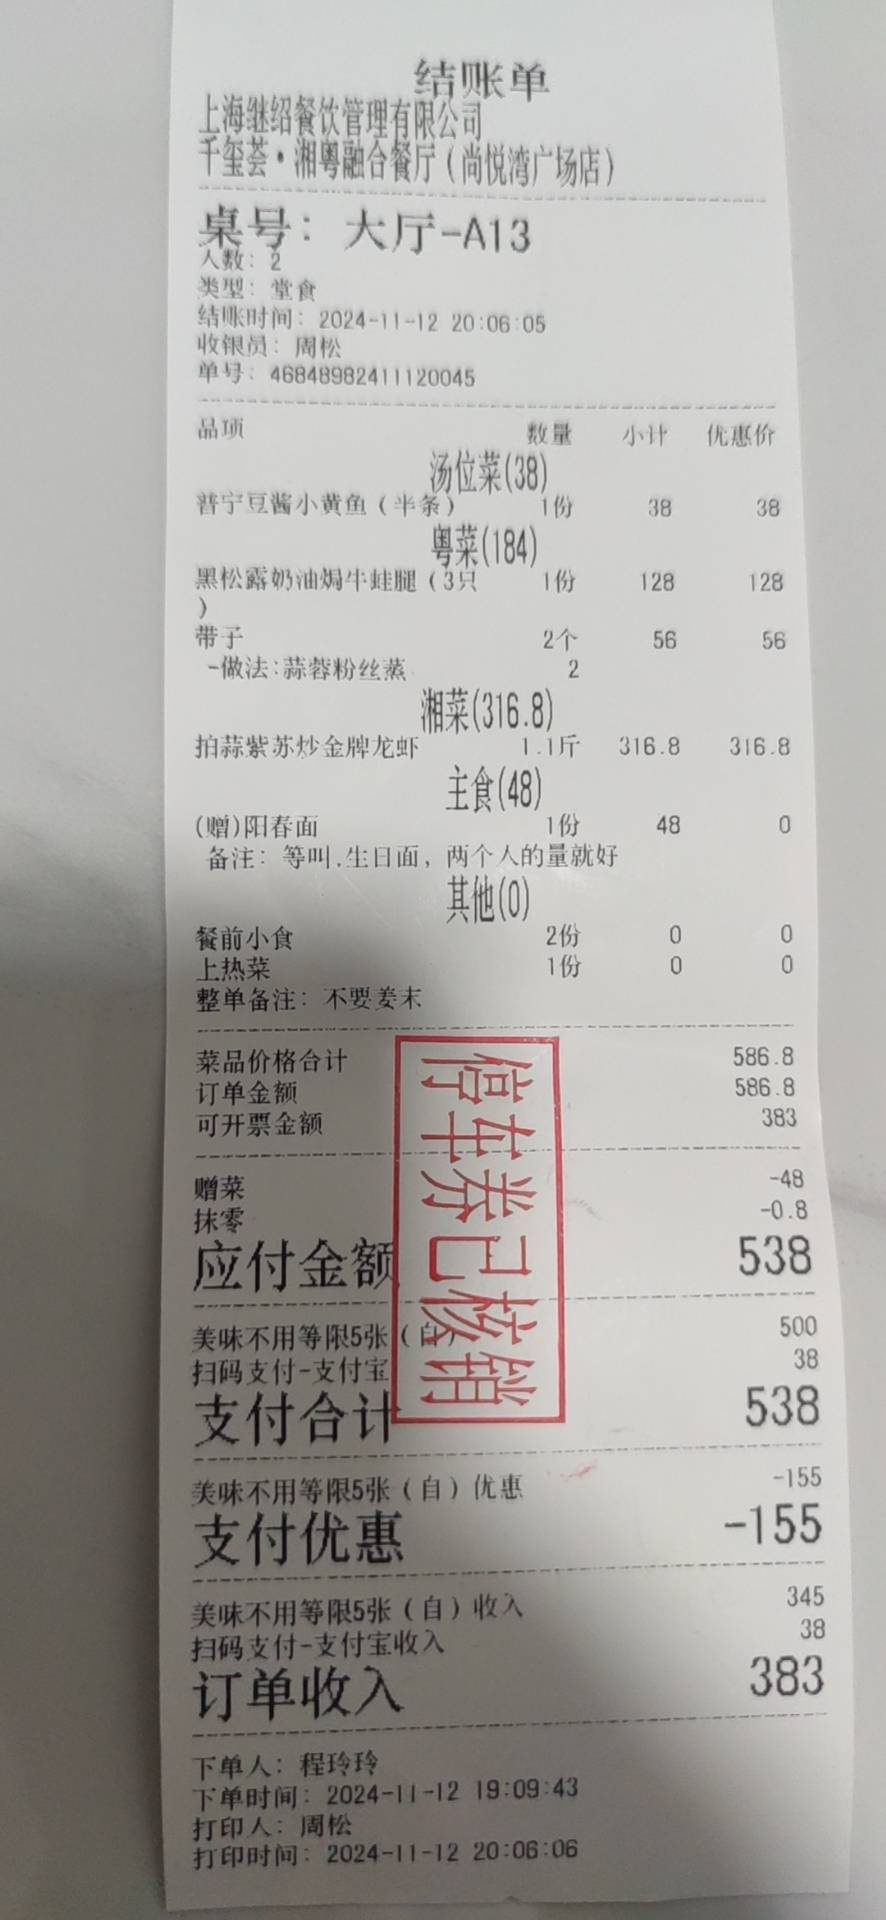 结账单
上海继绍餐饮管理有限公司
千玺荟·湘粤融合餐厅(尚悦湾广场店)
桌号: 大厅-A13
人数: 2
类型: 堂食
结账时间: 2024-11-12 20:06:05
收银员: 周松
单号: 46848982411120045
品项 数量 小计 优惠价
汤位菜(38)
普宁豆酱小黄鱼(半条) 1份 38 38
粤菜(184)
黑松露奶油焗牛蛙腿(3只 1份 128 128
)
带子 2个 56 56
-做法:蒜蓉粉丝蒸 2
湘菜(316.8)
拍蒜紫苏炒金牌龙虾 1.1斤 316.8 316.8
主食(48)
(赠)阳春面 1份 48 0
备注: 等叫.生日面, 两个人的量就好
其他(0)
餐前小食 2份 0 0
上热菜 1份 0 0
整单备注: 不要姜末
菜品价格合计 586.8
订单金额 586.8
可开票金额 383
赠菜 -48
抹零 -0.8
应付金额 538
美味不用等限5张(自) 500
扫码支付-支付宝 38
支付合计 538
停车券已核销
美味不用等限5张(自)优惠 -155
支付优惠 -155
美味不用等限5张(自)收入 345
扫码支付-支付宝收入 38
订单收入 383
下单人: 程玲玲
下单时间: 2024-11-12 19:09:43
打印人: 周松
打印时间: 2024-11-12 20:06:06